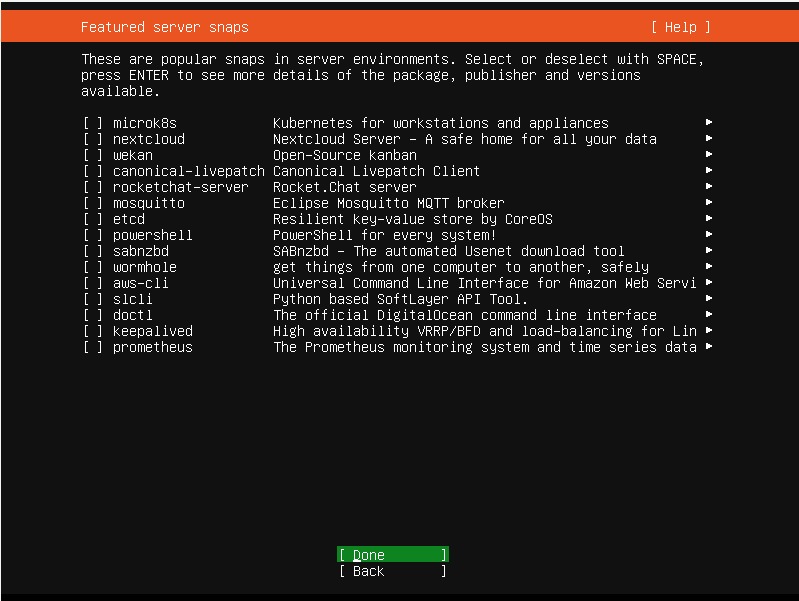 Featured server snaps [ Help ]
These are popular snaps in server environments. Select or deselect with SPACE,
press ENTER to see more details of the package, publisher and versions
available.
[ ] microk8s Kubernetes for workstations and appliances ▸
[ ] nextcloud Nextcloud Server - A safe home for all your data ▸
[ ] wekan Open-Source kanban ▸
[ ] canonical-livepatch Canonical Livepatch Client ▸
[ ] rocketchat-server Rocket.Chat server ▸
[ ] mosquitto Eclipse Mosquitto MQTT broker ▸
[ ] etcd Resilient key-value store by CoreOS ▸
[ ] powershell PowerShell for every system! ▸
[ ] sabnzbd SABnzbd - The automated Usenet download tool ▸
[ ] wormhole get things from one computer to another, safely ▸
[ ] aws-cli Universal Command Line Interface for Amazon Web Servi ▸
[ ] slcli Python based SoftLayer API Tool. ▸
[ ] doctl The official DigitalOcean command line interface ▸
[ ] keepalived High availability VRRP/BFD and load-balancing for Lin ▸
[ ] prometheus The Prometheus monitoring system and time series data ▸
[ Done ]
[ Back ]